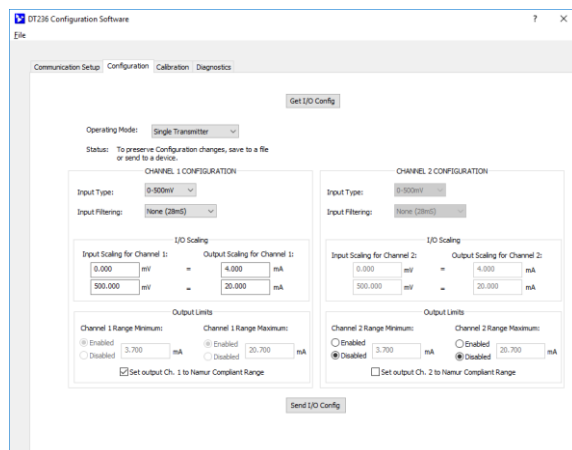 DT236 Configuration Software
File
Communication Setup Configuration Calibration Diagnostics
Get I/O Config
Operating Mode: Single Transmitter
Status: To preserve Configuration changes, save to a file
or send to a device.
CHANNEL 1 CONFIGURATION
Input Type: 0-500mV
Input Filtering: None (28mS)
I/O Scaling
Input Scaling for Channel 1: Output Scaling for Channel 1:
0.000 mV = 4.000 mA
500.000 mV = 20.000 mA
Output Limits
Channel 1 Range Minimum: Channel 1 Range Maximum:
Enabled Enabled
Disabled 3.700 mA Disabled 20.700 mA
Set output Ch. 1 to Namur Compliant Range
CHANNEL 2 CONFIGURATION
Input Type: 0-500mV
Input Filtering: None (28mS)
I/O Scaling
Input Scaling for Channel 2: Output Scaling for Channel 2:
0.000 mV = 4.000 mA
500.000 mV = 20.000 mA
Output Limits
Channel 2 Range Minimum: Channel 2 Range Maximum:
Enabled Enabled
Disabled 3.700 mA Disabled 20.700 mA
Set output Ch. 2 to Namur Compliant Range
Send I/O Config